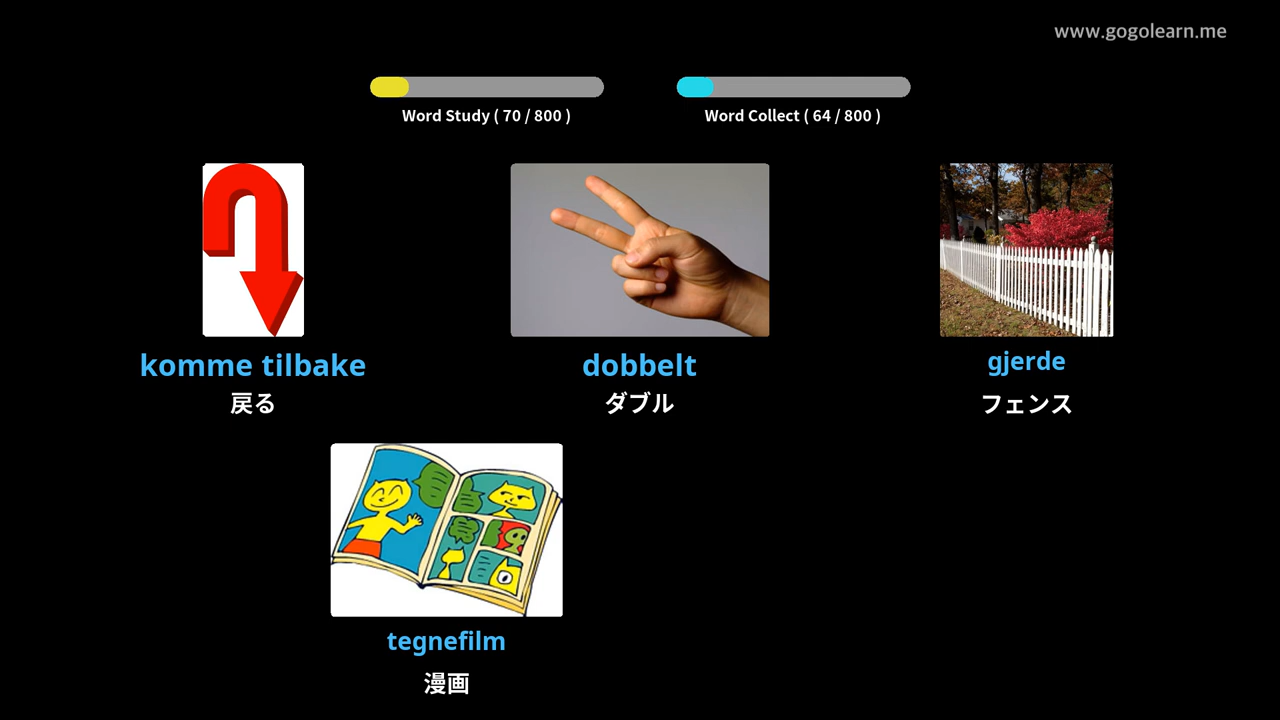 www.gogolearn.me
Word Study ( 70 / 800 )
Word Collect ( 64 / 800 )
komme tilbake
戻る
dobbelt
ダブル
gjerde
フェンス
tegnefilm
漫画